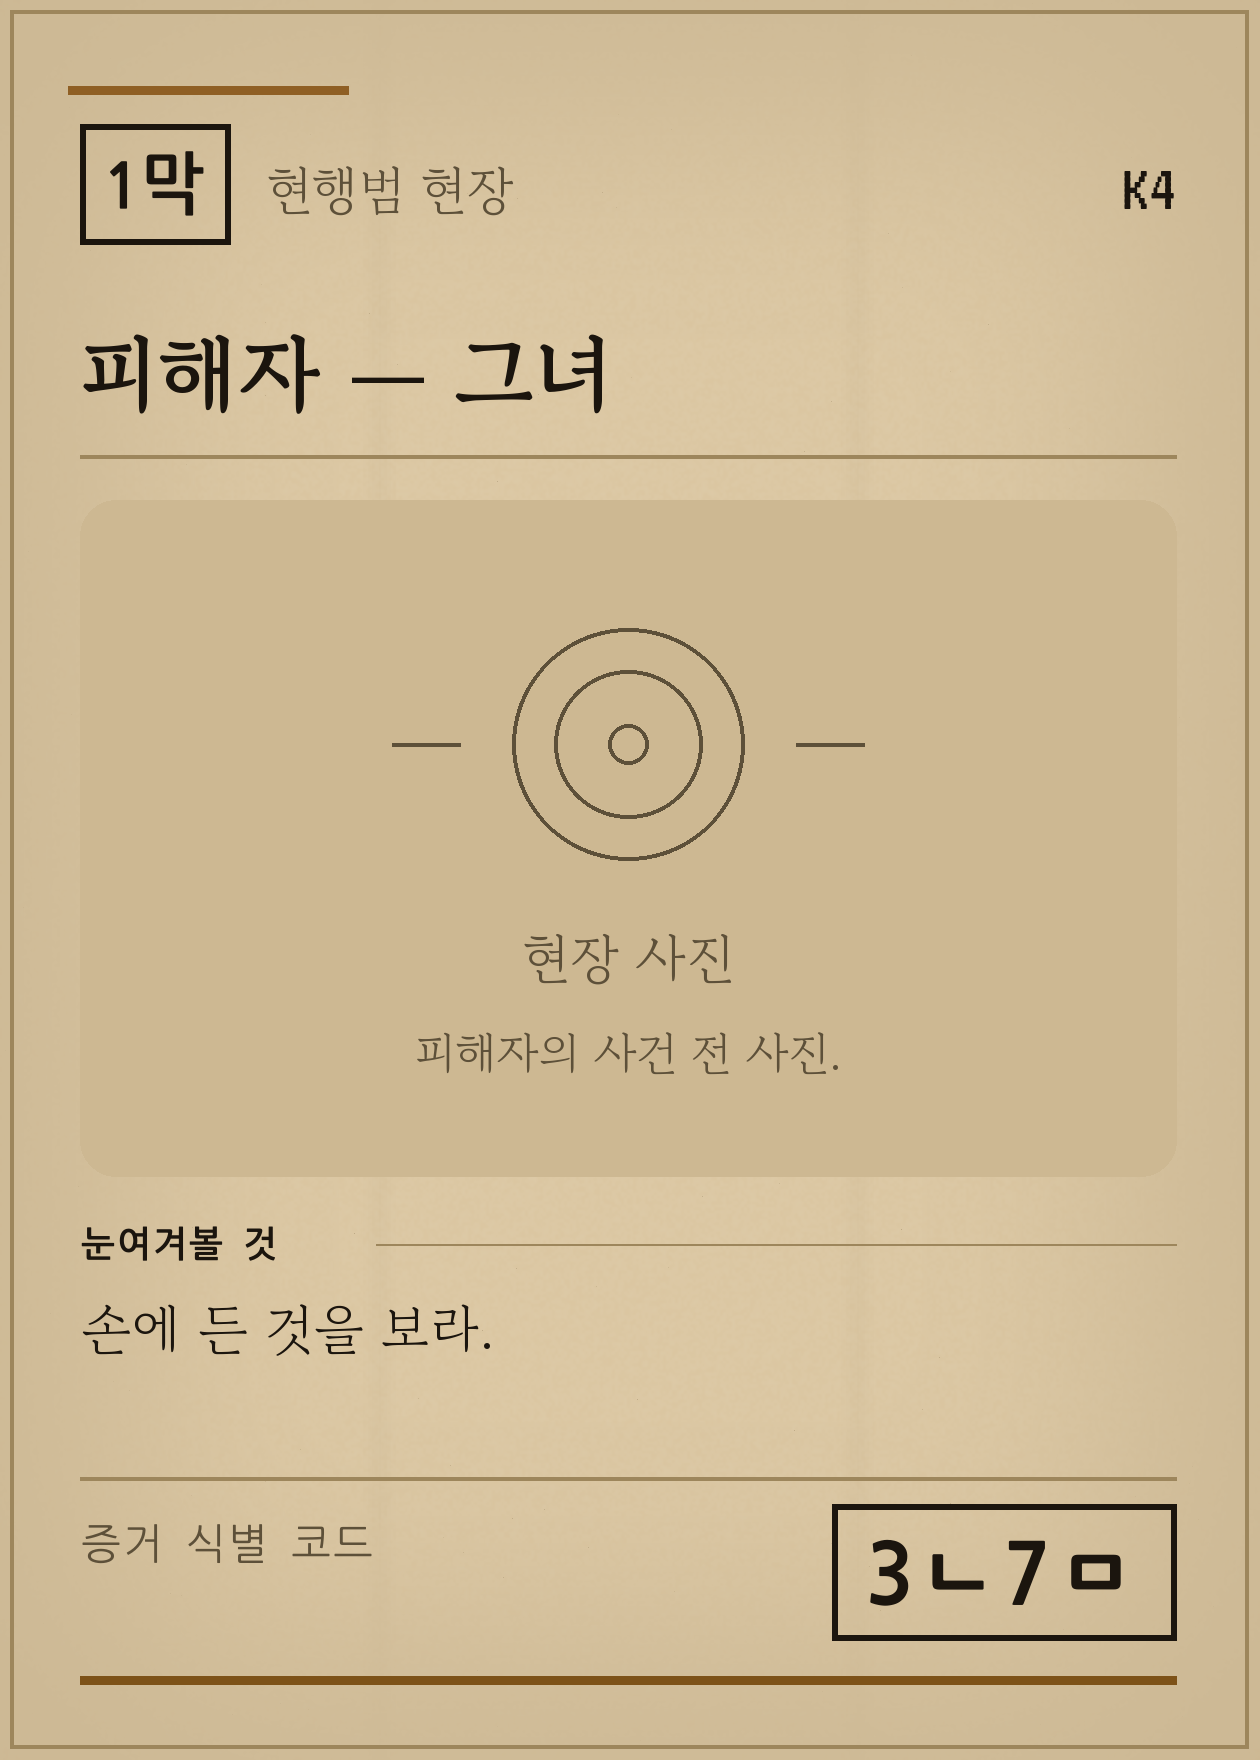 1막 현행범 현장 K4
피해자 — 그녀
현장 사진
피해자의 사건 전 사진.
눈여겨볼 것
손에 든 것을 보라.
증거 식별 코드 3ㄴ7ㅁ